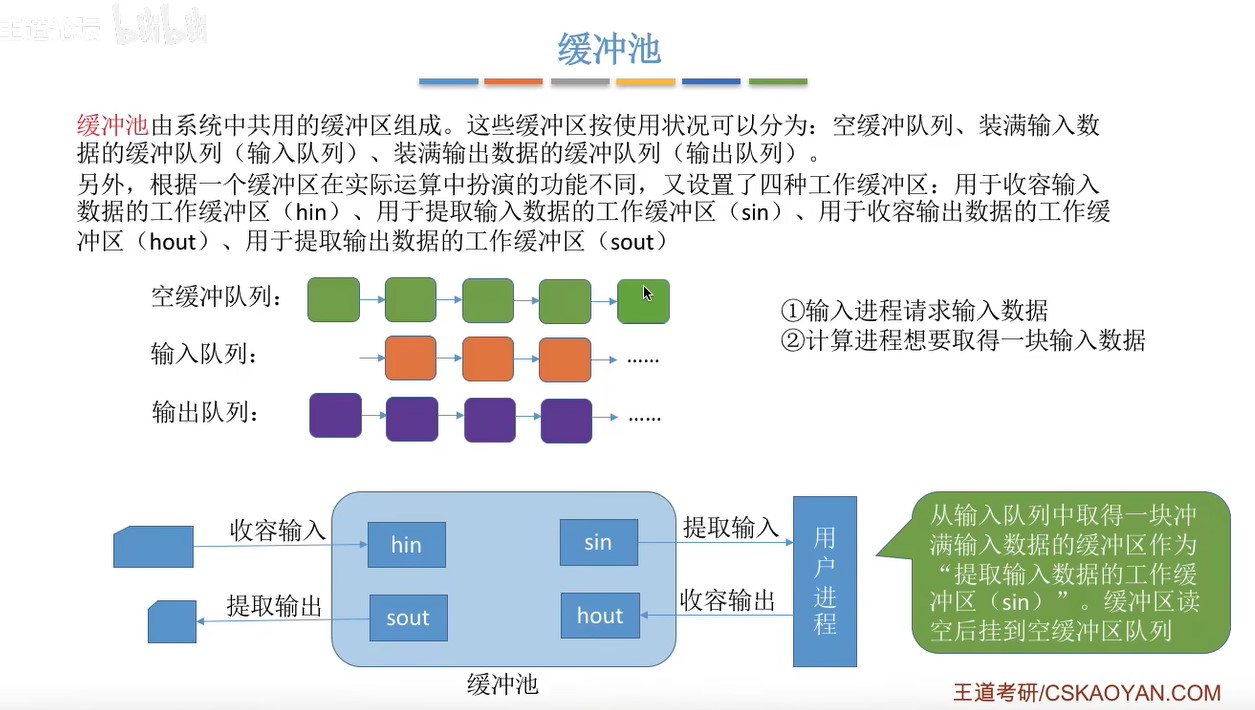 王道论坛 bilibili
缓冲池
缓冲池由系统中共用的缓冲区组成。这些缓冲区按使用状况可以分为：空缓冲队列、装满输入数
据的缓冲队列（输入队列）、装满输出数据的缓冲队列（输出队列）。
另外，根据一个缓冲区在实际运算中扮演的功能不同，又设置了四种工作缓冲区：用于收容输入
数据的工作缓冲区（hin）、用于提取输入数据的工作缓冲区（sin）、用于收容输出数据的工作缓
冲区（hout）、用于提取输出数据的工作缓冲区（sout）
空缓冲队列：
输入队列：
......
输出队列：
......
①输入进程请求输入数据
②计算进程想要取得一块输入数据
收容输入
hin
sin
提取输入
提取输出
sout
hout
收容输出
用
户
进
程
缓冲池
从输入队列中取得一块冲
满输入数据的缓冲区作为
“提取输入数据的工作缓
冲区（sin）”。缓冲区读
空后挂到空缓冲区队列
王道考研/CSKAOYAN.COM